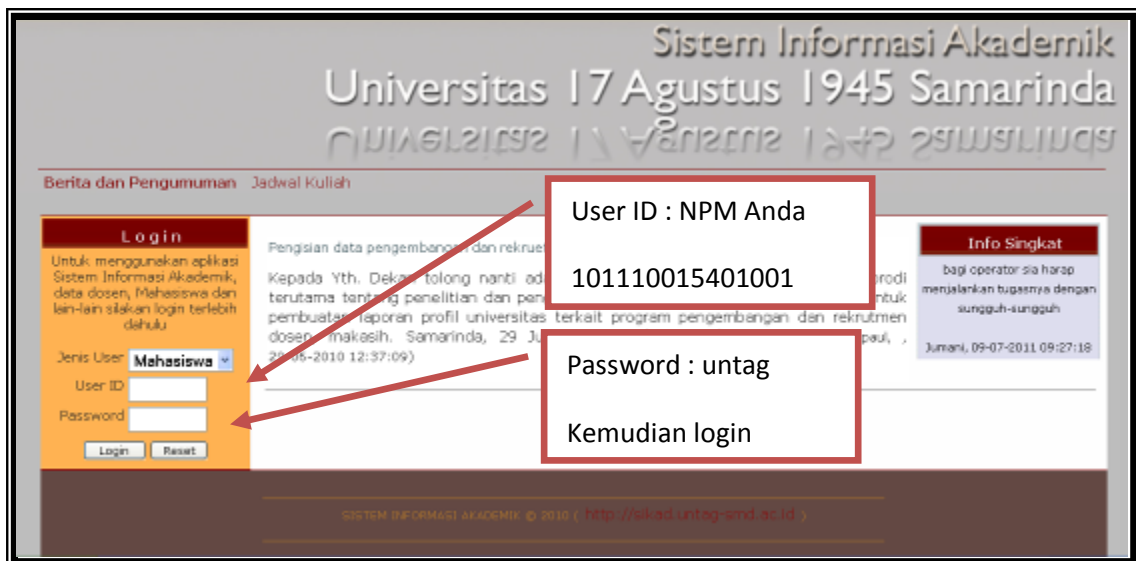 Sistem Informasi Akademik
Universitas 17 Agustus 1945 Samarinda
Berita dan Pengumuman Jadwal Kuliah
Login
Untuk menggunakan aplikasi
Sistem Informasi Akademik,
data dosen, Mahasiswa dan
lain-lain silakan login terlebih
dahulu
Jenis User Mahasiswa
User ID
Password
Login Reset
Pengisian data pengembangan dan
Kepada Yth. Dekan tolong nanti
terutama tentang penelitian dan
pembuatan laporan profil universitas terkait program pengembangan dan rekrutmen
dosen, makasih. Samarinda, 29
2010 12:37:09)
User ID : NPM Anda
101110015401001
Password : untag
Kemudian login
Info Singkat
bagi operator sia harap
menjalankan tugasnya dengan
sungguh-sungguh
Jumani, 09-07-2011 09:27:18
SISTEM INFORMASI AKADEMIK © 2010 ( http://sikad.untag-smd.ac.id )